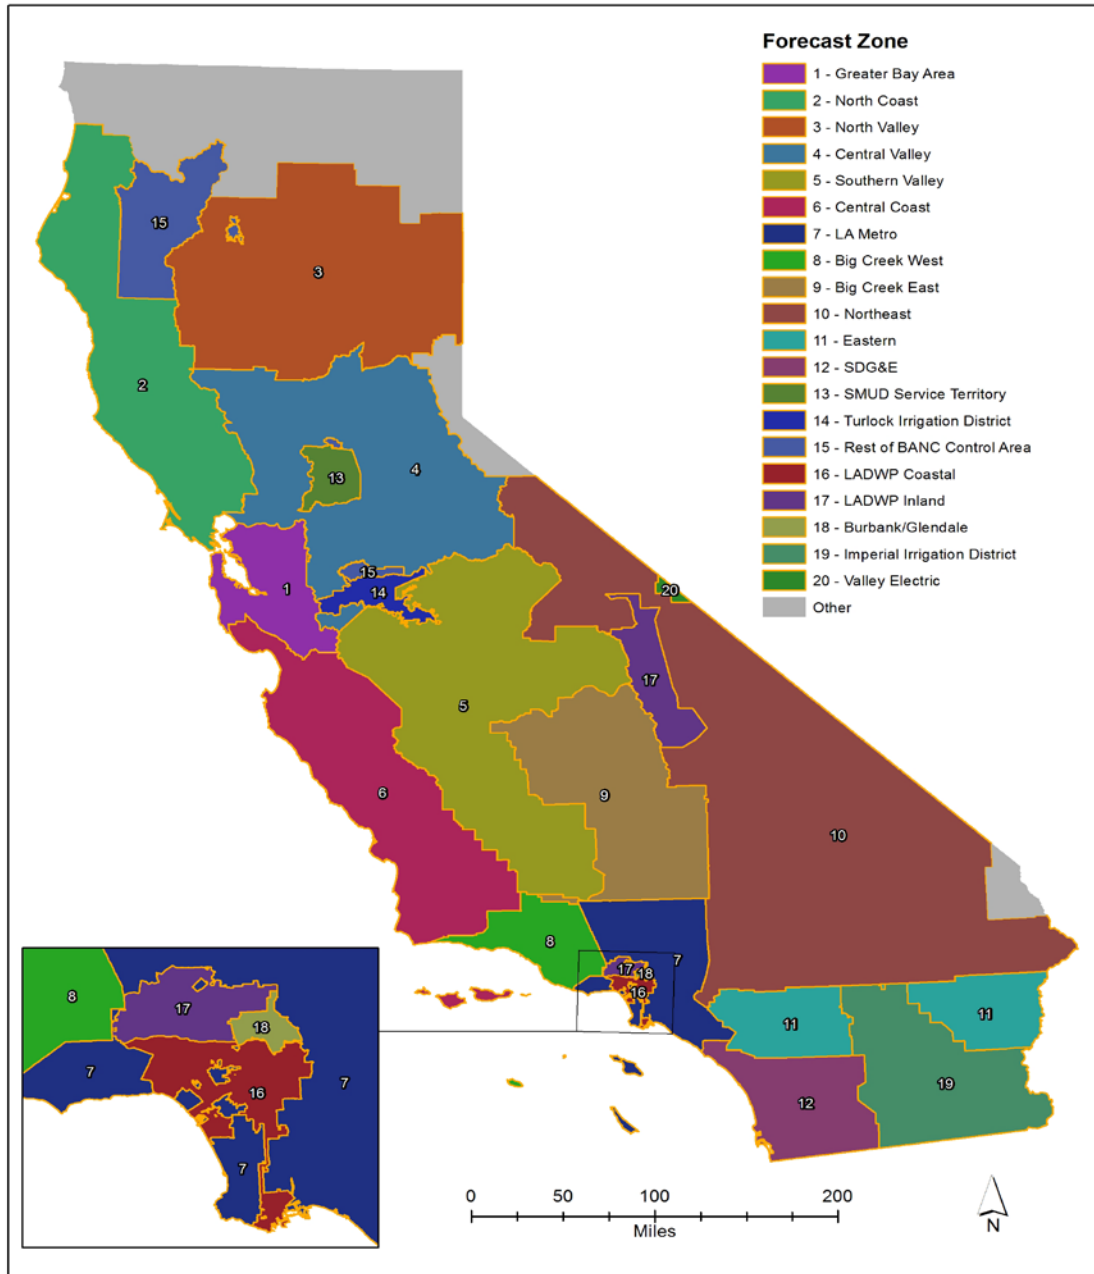 Forecast Zone
1 - Greater Bay Area
2 - North Coast
3 - North Valley
4 - Central Valley
5 - Southern Valley
6 - Central Coast
7 - LA Metro
8 - Big Creek West
9 - Big Creek East
10 - Northeast
11 - Eastern
12 - SDG&E
13 - SMUD Service Territory
14 - Turlock Irrigation District
15 - Rest of BANC Control Area
16 - LADWP Coastal
17 - LADWP Inland
18 - Burbank/Glendale
19 - Imperial Irrigation District
20 - Valley Electric
Other
15
3
2
4
13
15
14
1
20
17
5
6
9
10
8
7
17
18
16
11
11
12
19
8
17
18
7
16
7
7
0 50 100 200
Miles
N